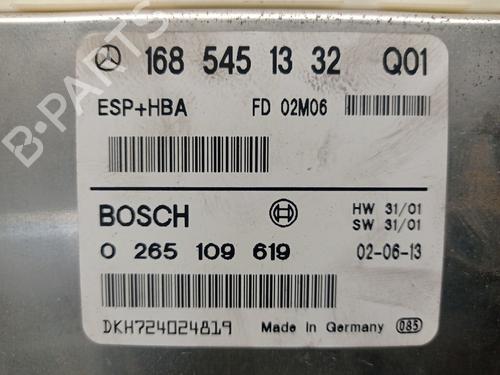 168 545 13 32 Q01
ESP+HBA FD 02M06
BOSCH HW 31/01
SW 31/01
0 265 109 619 02-06-13
DKH724024819 Made in Germany 085
B-PARTS